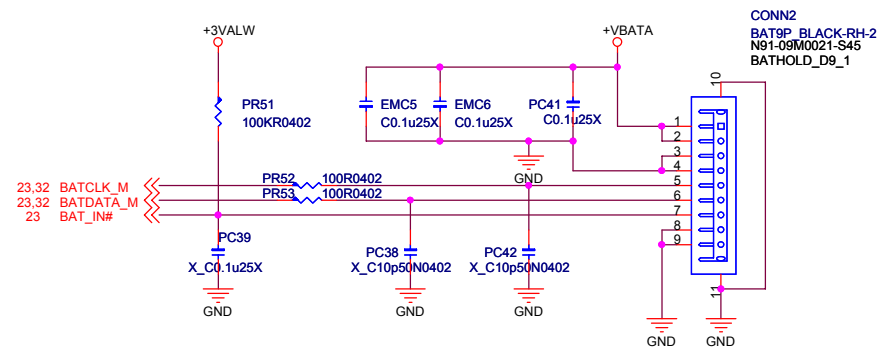 CONN2
+3VALW
+VBATA
BAT9P_BLACK-RH-2
N91-09M0021-S45
BATHOLD_D9_1
10
PR51
100KR0402
EMC5
C0.1u25X
EMC6
C0.1u25X
PC41
C0.1u25X
1
2
3
4
GND
PR52
100R0402
23,32 BATCLK_M
5
PR53
100R0402
23,32 BATDATA_M
6
23 BAT_IN#
7
8
9
PC39
X_C0.1u25X
PC38
X_C10p50N0402
PC42
X_C10p50N0402
11
GND
GND
GND
GND
GND